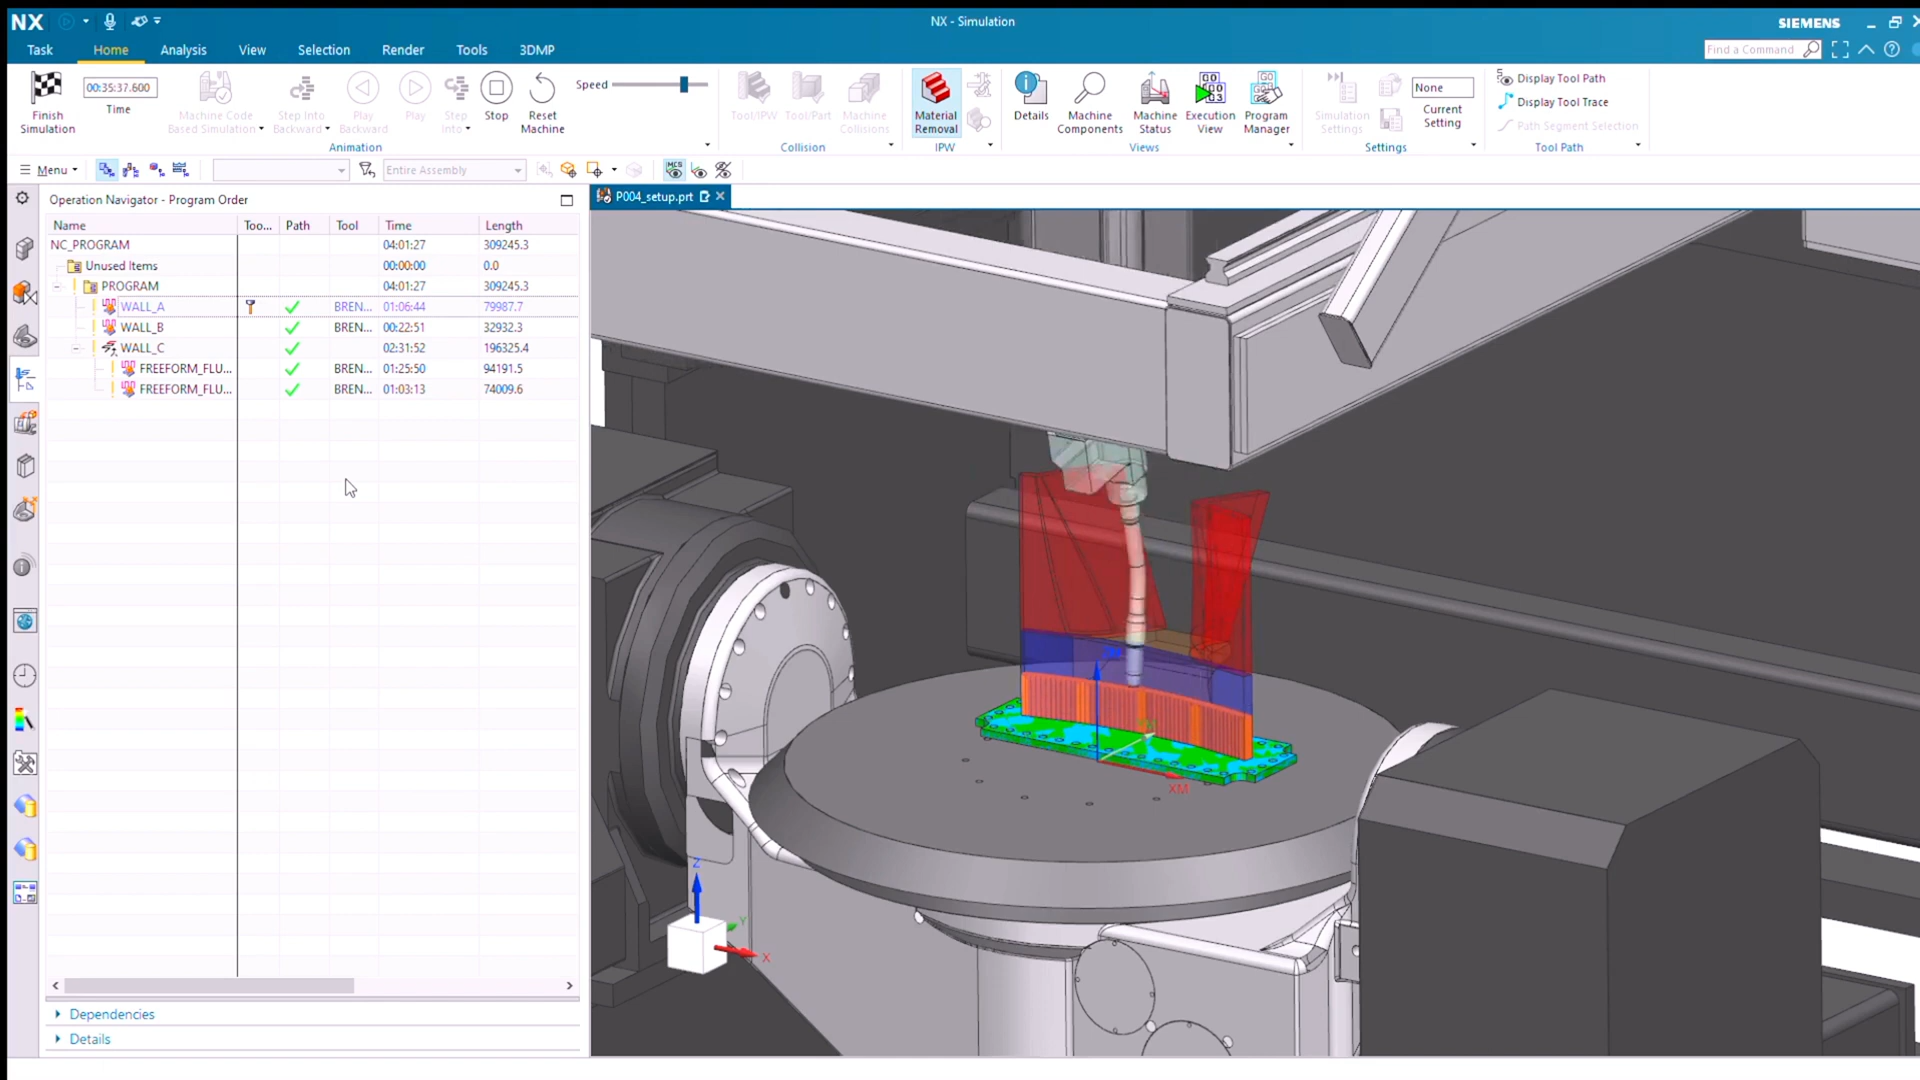 NX
NX - Simulation
SIEMENS
Task
Home
Analysis
View
Selection
Render
Tools
3DMP
Find a Command
Finish Simulation
00:35:37.600
Time
Machine Code Based Simulation
Step Into Backward
Play Backward
Play
Step Into
Stop
Reset Machine
Speed
Animation
Tool/IPW
Tool/Part
Machine Collisions
Collision
Material Removal
IPW
Details
Machine Components
Machine Status
Execution View
Program Manager
Views
Simulation Settings
None
Current Setting
Settings
Display Tool Path
Display Tool Trace
Path Segment Selection
Tool Path
Menu
Entire Assembly
MCS
Operation Navigator - Program Order
P004_setup.prt
Name Too... Path Tool Time Length
NC_PROGRAM 04:01:27 309245.3
Unused Items 00:00:00 0.0
PROGRAM 04:01:27 309245.3
WALL_A BREN... 01:06:44 79987.7
WALL_B BREN... 00:22:51 32932.3
WALL_C 02:31:52 196325.4
FREEFORM_FLU... BREN... 01:25:50 94191.5
FREEFORM_FLU... BREN... 01:03:13 74009.6
XM
Z
Y
X
Dependencies
Details